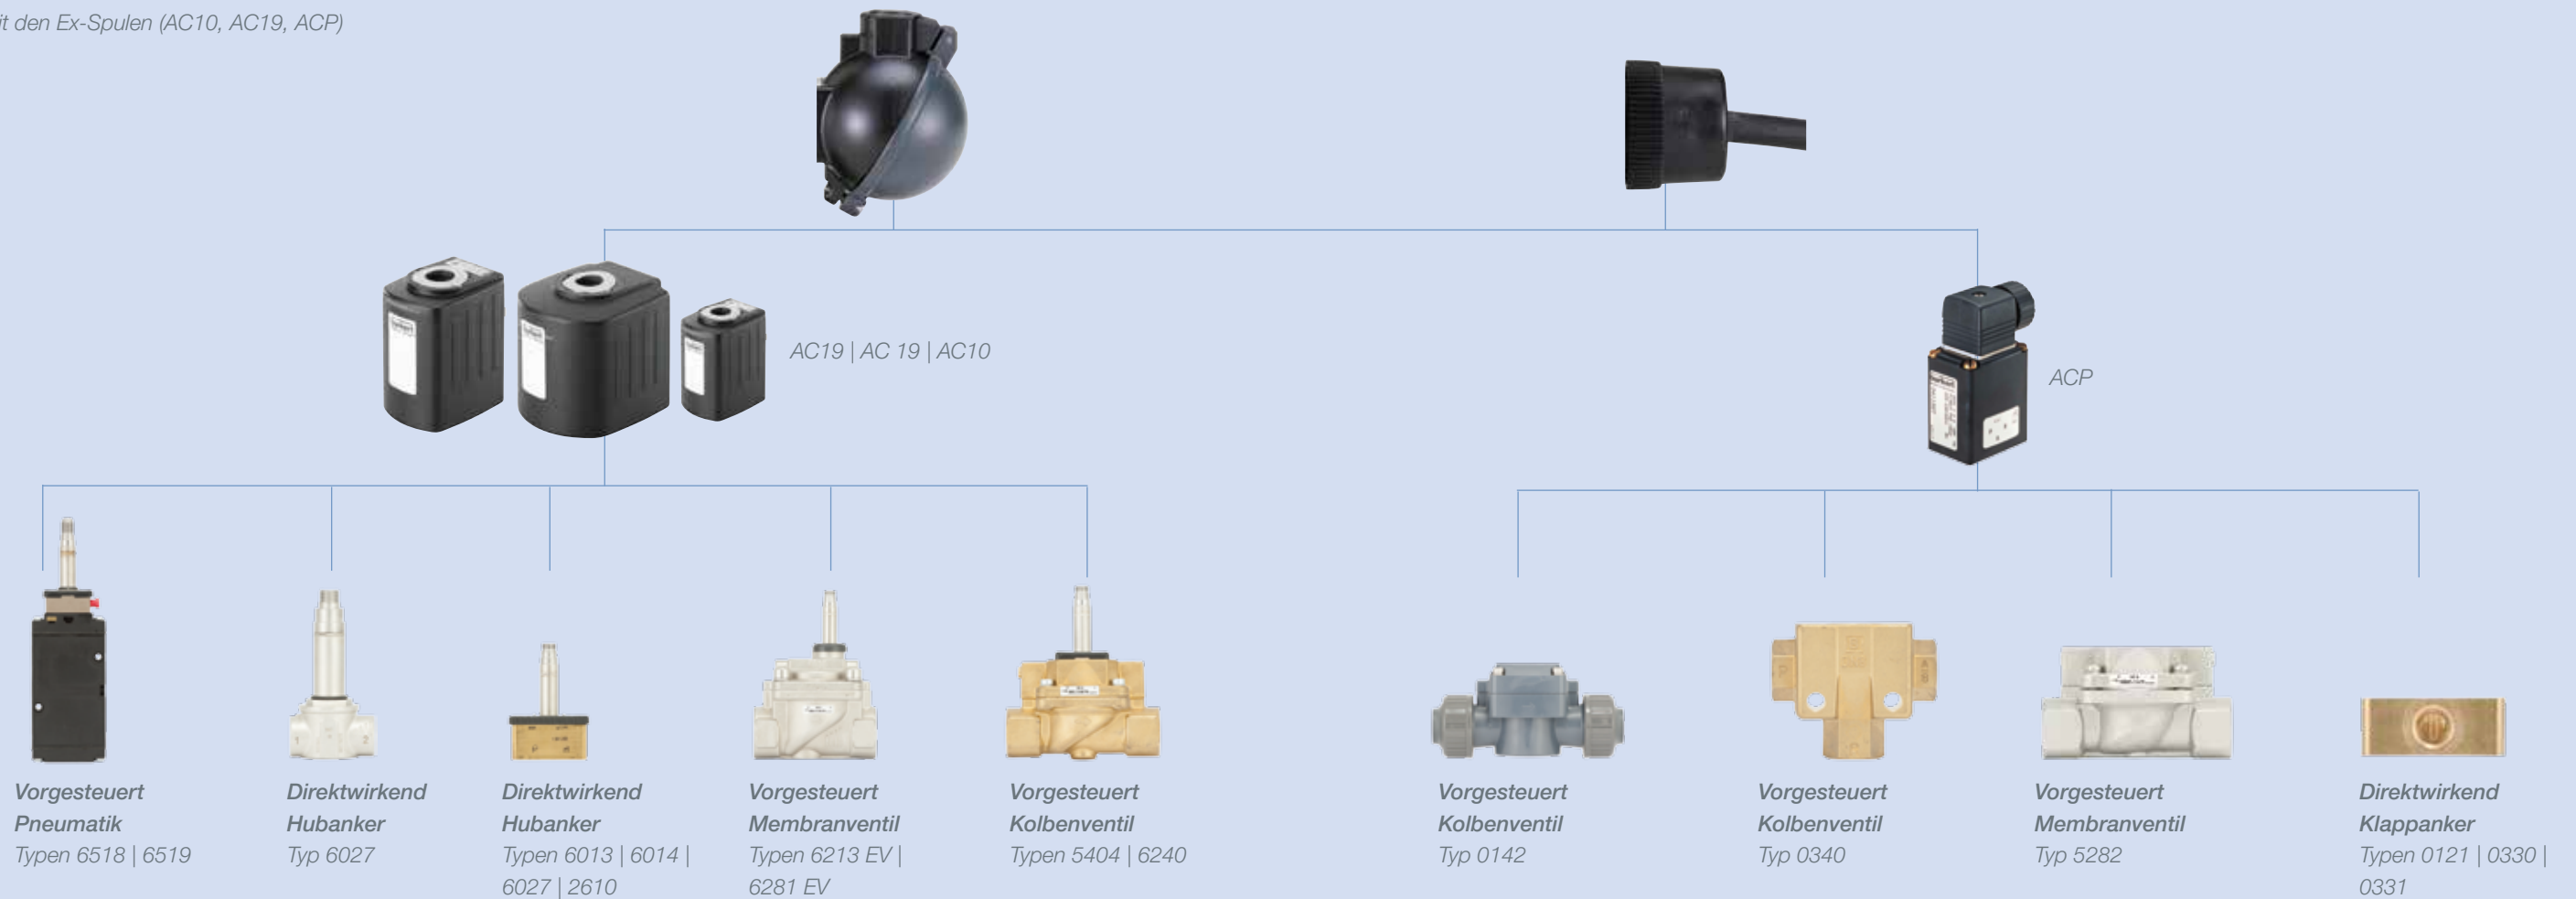 t den Ex-Spulen (AC10, AC19, ACP)
AC19 | AC 19 | AC10
ACP
Vorgesteuert
Pneumatik
Typen 6518 | 6519
Direktwirkend
Hubanker
Typ 6027
Direktwirkend
Hubanker
Typen 6013 | 6014 |
6027 | 2610
Vorgesteuert
Membranventil
Typen 6213 EV |
6281 EV
Vorgesteuert
Kolbenventil
Typen 5404 | 6240
Vorgesteuert
Kolbenventil
Typ 0142
Vorgesteuert
Kolbenventil
Typ 0340
Vorgesteuert
Membranventil
Typ 5282
Direktwirkend
Klappanker
Typen 0121 | 0330 |
0331